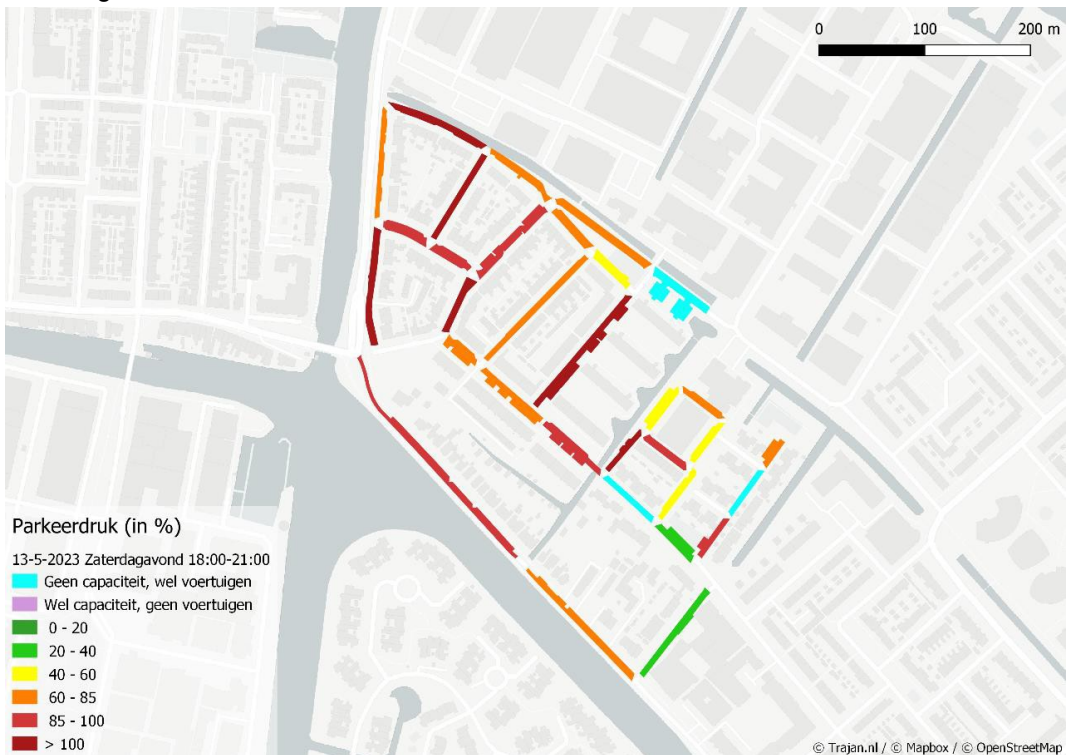 0 100 200 m
Parkeerdruk (in %)
13-5-2023 Zaterdagavond 18:00-21:00
Geen capaciteit, wel voertuigen
Wel capaciteit, geen voertuigen
0 - 20
20 - 40
40 - 60
60 - 85
85 - 100
> 100
© Trajan.nl / © Mapbox / © OpenStreetMap